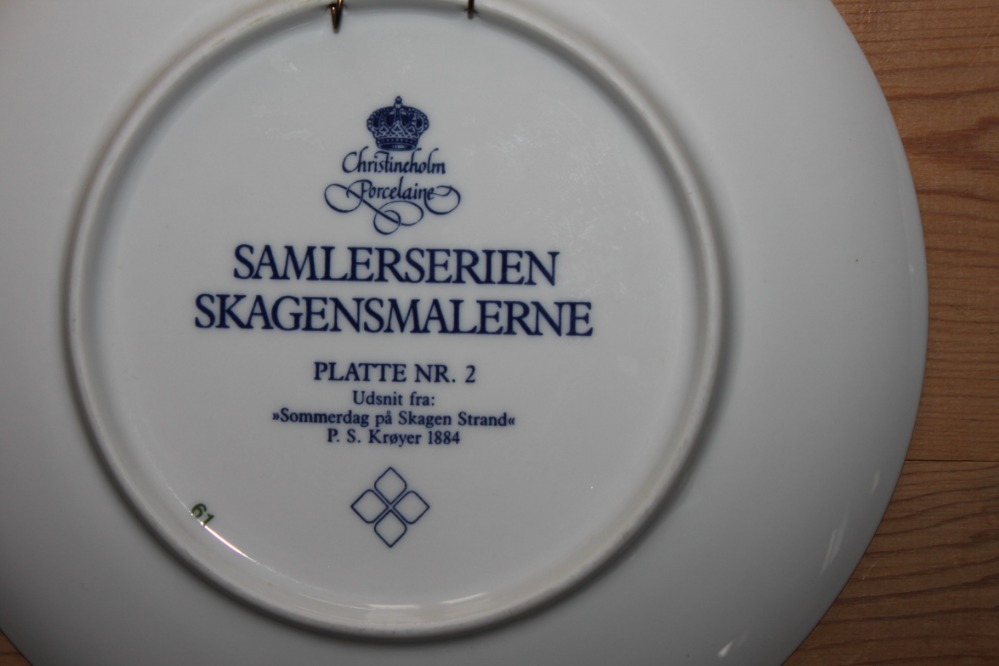 Christineholm
Porcelaine
SAMLERSERIEN
SKAGENSMALERNE
PLATTE NR. 2
Udsnit fra:
»Sommerdag på Skagen Strand«
P. S. Krøyer 1884
61